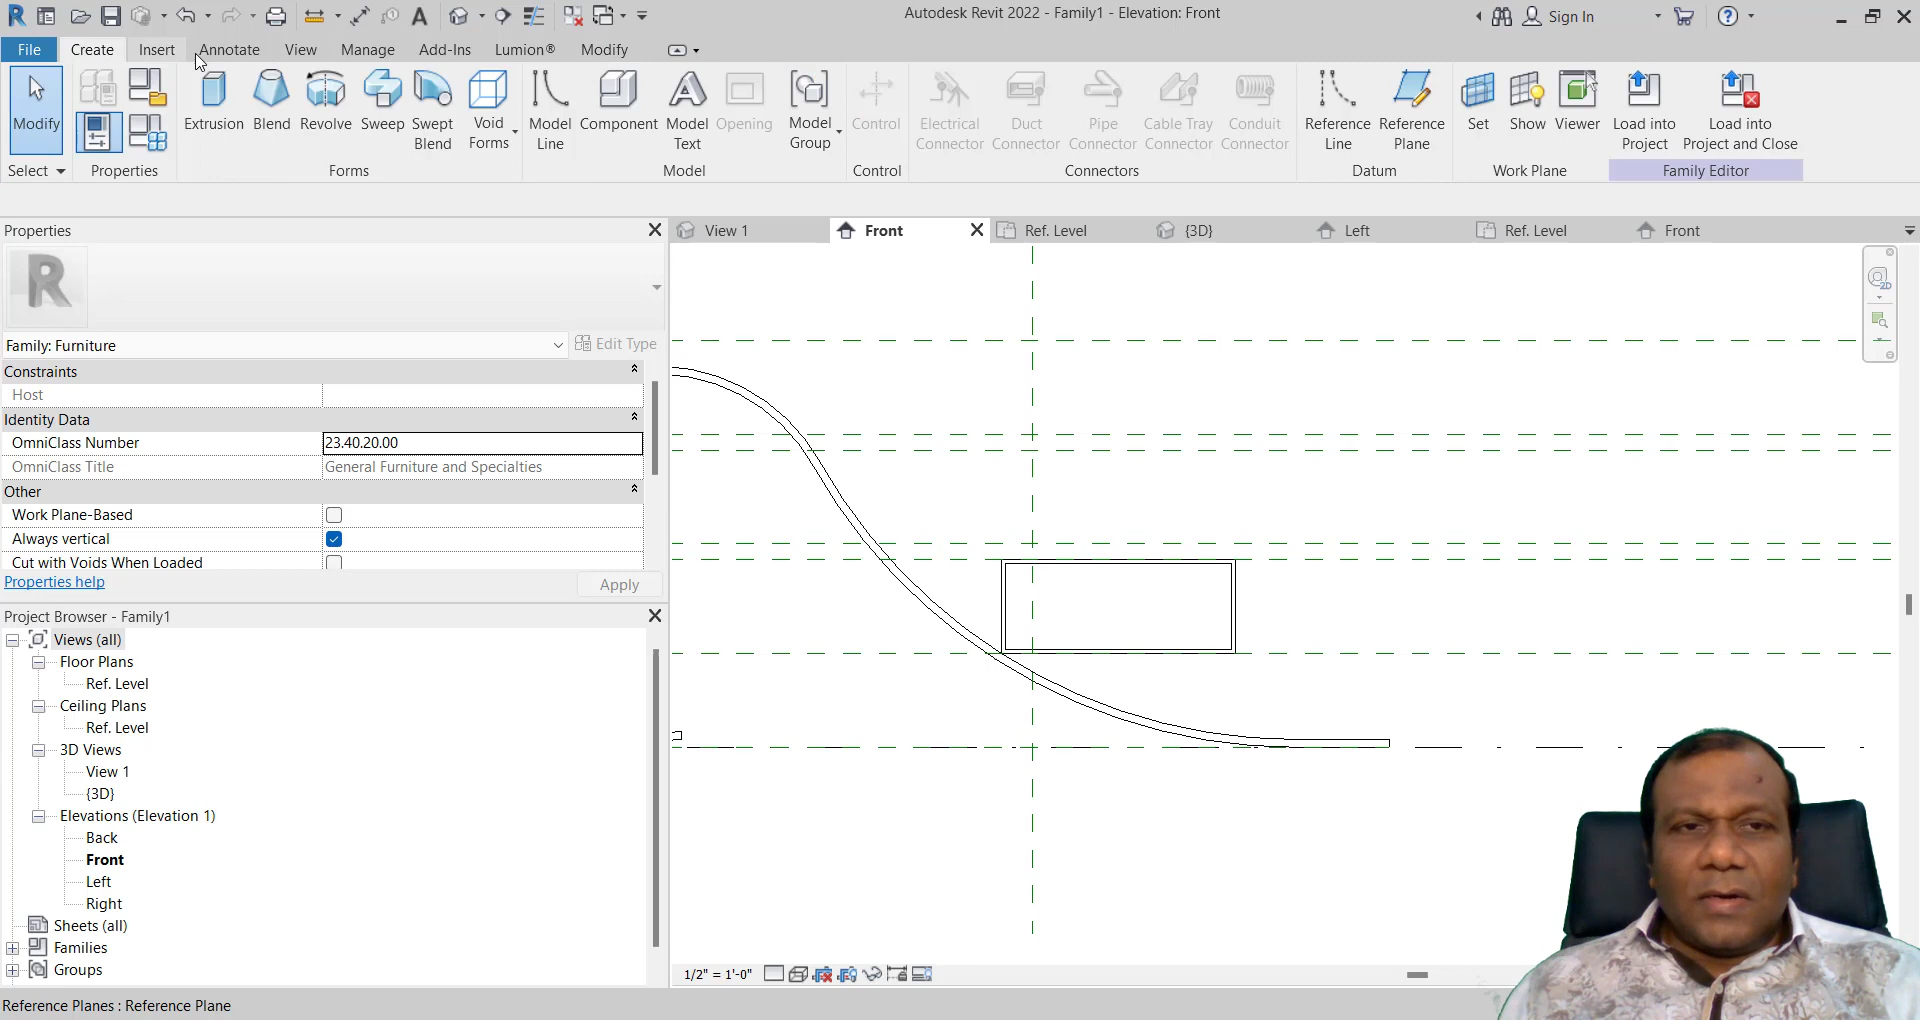 Autodesk Revit 2022 - Family1 - Elevation: Front
Sign In
File Create Insert Annotate View Manage Add-Ins Lumion® Modify
Modify
Extrusion Blend Revolve Sweep Swept Blend Void Forms
Model Line Component Model Text Opening Model Group
Control
Electrical Connector Duct Connector Pipe Connector Cable Tray Connector Conduit Connector
Reference Line Reference Plane
Set Show Viewer
Load into Project Load into Project and Close
Select Properties Forms Model Control Connectors Datum Work Plane Family Editor
Properties
View 1 Front Ref. Level {3D} Left Ref. Level Front
R
2D
Family: Furniture Edit Type
Constraints
Host
Identity Data
OmniClass Number 23.40.20.00
OmniClass Title General Furniture and Specialties
Other
Work Plane-Based
Always vertical
Cut with Voids When Loaded
Properties help Apply
Project Browser - Family1
Views (all)
Floor Plans
Ref. Level
Ceiling Plans
Ref. Level
3D Views
View 1
{3D}
Elevations (Elevation 1)
Back
Front
Left
Right
Sheets (all)
Families
Groups
1/2" = 1'-0"
Reference Planes : Reference Plane